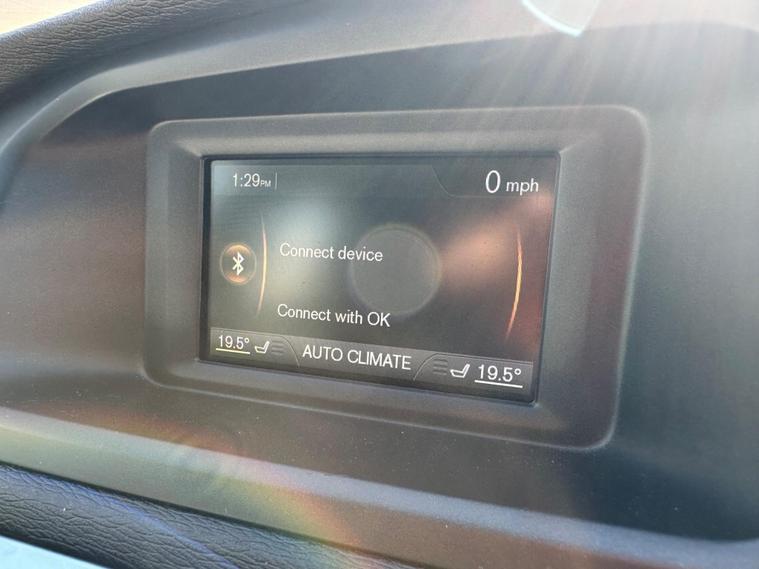 1:29PM
0 mph
Connect device
Connect with OK
19.5°
AUTO CLIMATE
19.5°